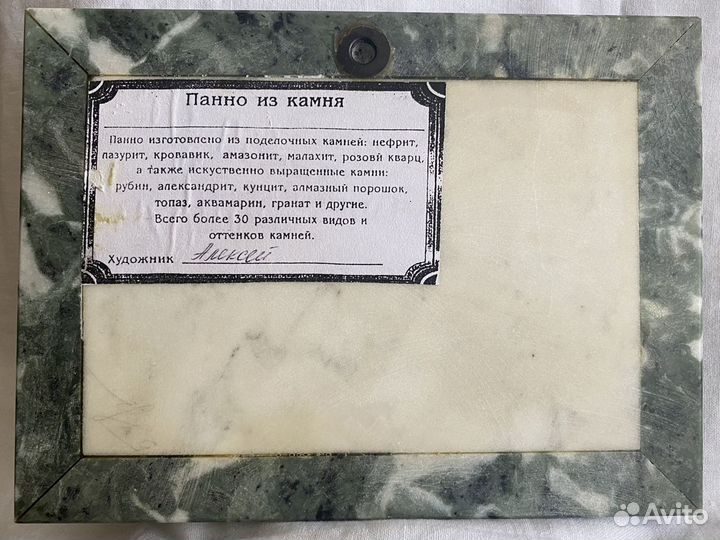 Панно из камня
Панно изготовлено из поделочных камней: нефрит,
лазурит, кровавик, амазонит, малахит, розовй кварц,
а также искуственно выращенные камни:
рубин, александрит, кунцит, алмазный порошок,
топаз, аквамарин, гранат и другие.
Всего более 30 различных видов и
оттенков камней.
Художник Алексей
Avito